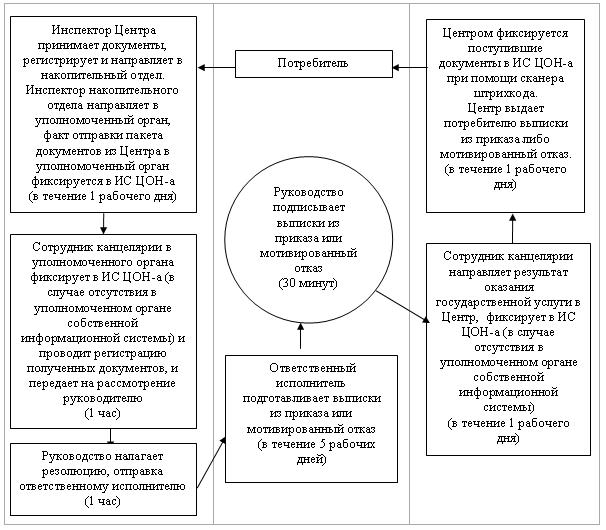 Инспектор Центра
принимает документы,
регистрирует и направляет в
накопительный отдел.
Инспектор накопительного
отдела направляет в
уполномоченный орган,
факт отправки пакета
документов из Центра в
уполномоченный орган
фиксируется в ИС ЦОН-а
(в течение 1 рабочего дня)
Сотрудник канцелярии в
уполномоченного органа
фиксирует в ИС ЦОН-а (в
случае отсутствия в
уполномоченном органе
собственной
информационной системы) и
проводит регистрацию
полученных документов, и
передает на рассмотрение
руководителю
(1 час)
Руководство налагает
резолюцию, отправка
ответственному исполнителю
(1 час)
Потребитель
Руководство
подписывает
выписки из
приказа или
мотивированный
отказ
(30 минут)
Ответственный
исполнитель
подготавливает выписки
из приказа или
мотивированный отказ
(в течение 5 рабочих
дней)
Центром фиксируется
поступившие
документы в ИС ЦОН-а
при помощи сканера
штрихкода.
Центр выдает
потребителю выписки
из приказа либо
мотивированный отказ.
(в течение 1 рабочего
дня)
Сотрудник канцелярии
направляет результат
оказания
государственной услуги в
Центр, фиксирует в ИС
ЦОН-а (в случае
отсутствия в
уполномоченном органе
собственной
информационной
системы)
(в течение 1 рабочего
дня)